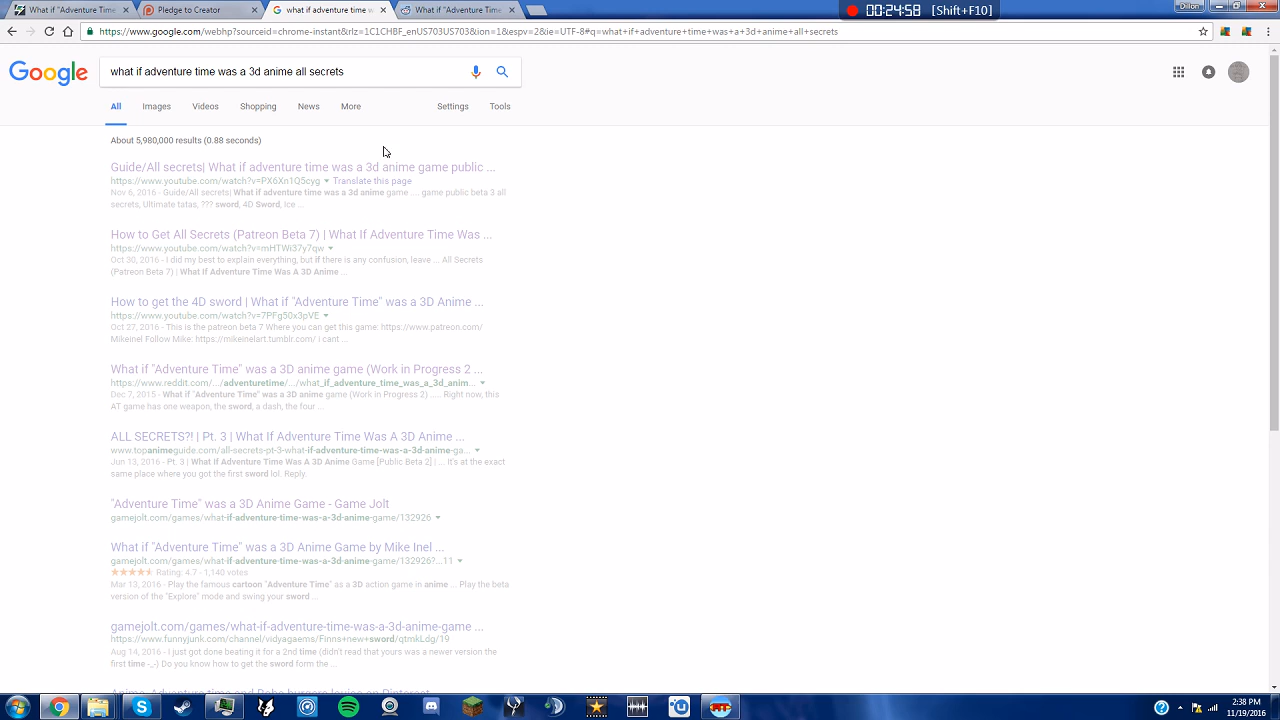 What if "Adventure Time"
Pledge to Creator
what if adventure time w
What if "Adventure Time
00:24:58 [Shift+F10]
Dillon
https://www.google.com/webhp?sourceid=chrome-instant&rlz=1C1CHBF_enUS703US703&ion=1&espv=2&ie=UTF-8#q=what+if+adventure+time+was+a+3d+anime+all+secrets
Google
what if adventure time was a 3d anime all secrets
All Images Videos Shopping News More Settings Tools
About 5,980,000 results (0.88 seconds)
Guide/All secrets| What if adventure time was a 3d anime game public ...
https://www.youtube.com/watch?v=PX6Xn1Q5cyg Translate this page
Nov 6, 2016 - Guide/All secrets| What if adventure time was a 3d anime game .... game public beta 3 all
secrets, Ultimate tatas, ??? sword, 4D Sword, Ice ...
How to Get All Secrets (Patreon Beta 7) | What If Adventure Time Was ...
https://www.youtube.com/watch?v=mHTWi37y7qw
Oct 30, 2016 - I did my best to explain everything, but if there is any confusion, leave ... All Secrets
(Patreon Beta 7) | What If Adventure Time Was A 3D Anime ...
How to get the 4D sword | What if "Adventure Time" was a 3D Anime ...
https://www.youtube.com/watch?v=7PFg50x3pVE
Oct 27, 2016 - This is the patreon beta 7 Where you can get this game: https://www.patreon.com/
Mikeinel Follow Mike: https://mikeinelart.tumblr.com/ i cant ...
What if "Adventure Time" was a 3D anime game (Work in Progress 2 ...
https://www.reddit.com/.../adventuretime/.../what_if_adventure_time_was_a_3d_anim...
Dec 7, 2015 - What if "Adventure Time" was a 3D anime game (Work in Progress 2) ..... Right now, this
AT game has one weapon, the sword, a dash, the four ...
ALL SECRETS?! | Pt. 3 | What If Adventure Time Was A 3D Anime ...
www.topanimeguide.com/all-secrets-pt-3-what-if-adventure-time-was-a-3d-anime-ga...
Jun 13, 2016 - Pt. 3 | What If Adventure Time Was A 3D Anime Game [Public Beta 2] | ... It's at the exact
same place where you got the first sword lol. Reply.
"Adventure Time" was a 3D Anime Game - Game Jolt
gamejolt.com/games/what-if-adventure-time-was-a-3d-anime-game/132926
What if "Adventure Time" was a 3D Anime Game by Mike Inel ...
gamejolt.com/games/what-if-adventure-time-was-a-3d-anime-game/132926?...11
Rating: 4.7 - 1,140 votes
Mar 13, 2016 - Play the famous cartoon "Adventure Time" as a 3D action game in anime ... Play the beta
version of the "Explore" mode and swing your sword ...
gamejolt.com/games/what-if-adventure-time-was-a-3d-anime-game ...
https://www.funnyjunk.com/channel/vidyagaems/Finns+new+sword/qtmkLdg/19
Aug 14, 2016 - I just got done beating it for a 2nd time (didn't read that yours was a newer version the
first time -_-) Do you know how to get the sword form the ...
2:38 PM
11/19/2016